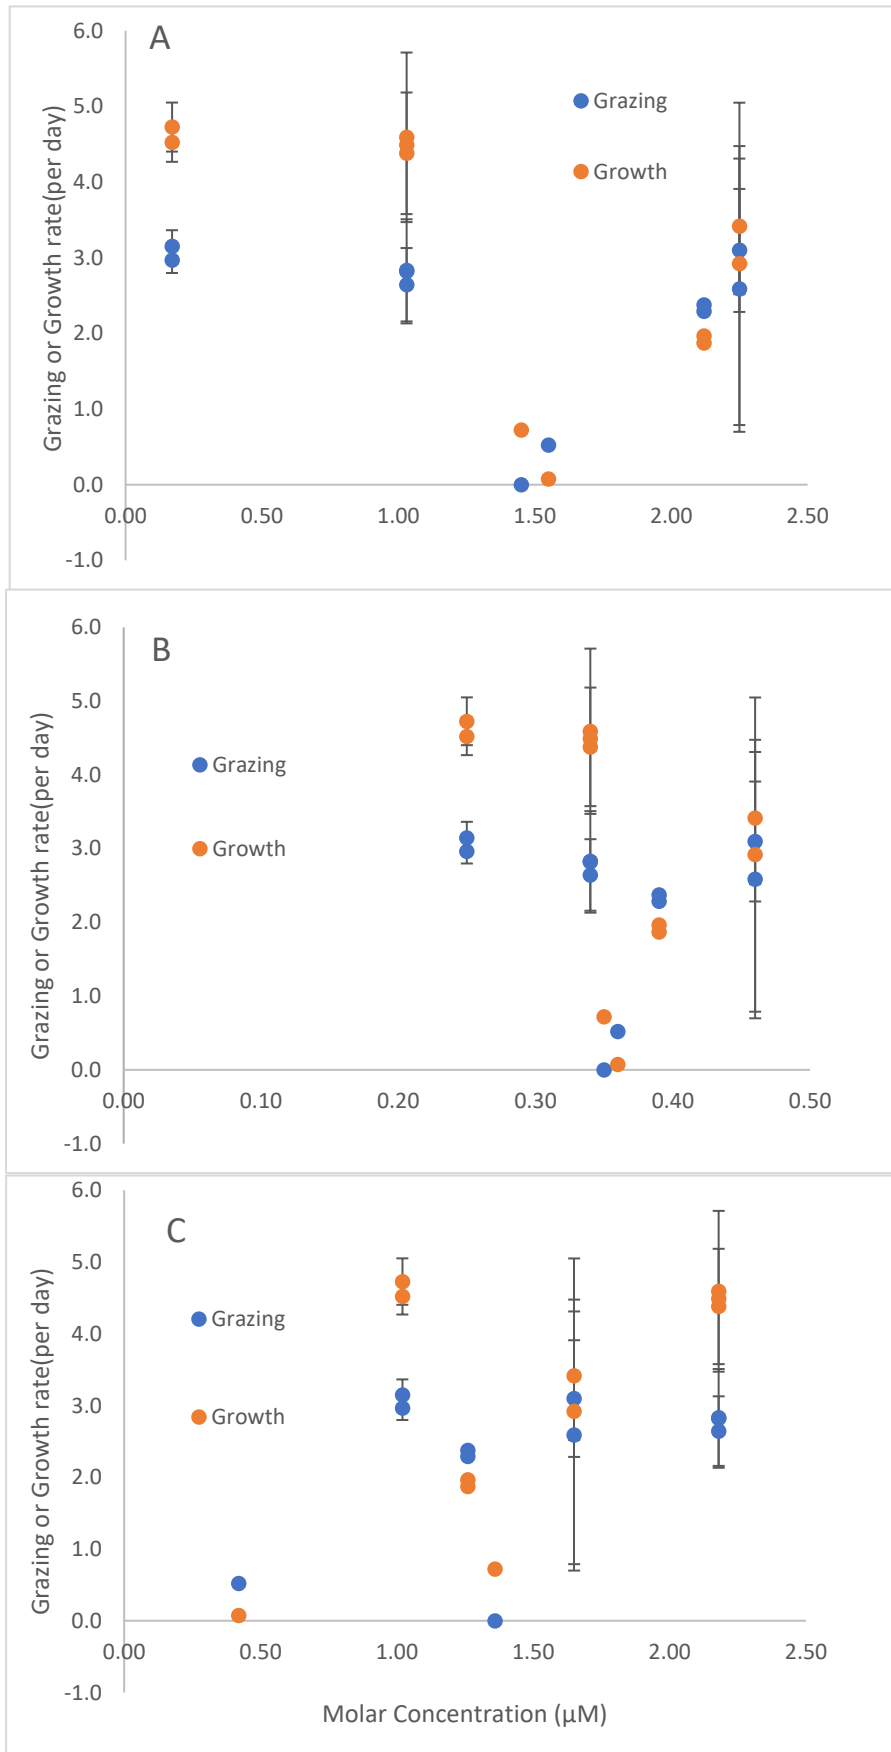 A
Grazing or Growth rate(per day)
6.0
5.0
4.0
3.0
2.0
1.0
0.0
-1.0
0.00 0.50 1.00 1.50 2.00 2.50
Grazing
Growth
B
Grazing or Growth rate(per day)
6.0
5.0
4.0
3.0
2.0
1.0
0.0
-1.0
0.00 0.10 0.20 0.30 0.40 0.50
Grazing
Growth
C
Grazing or Growth rate(per day)
6.0
5.0
4.0
3.0
2.0
1.0
0.0
-1.0
0.00 0.50 1.00 1.50 2.00 2.50
Grazing
Growth
Molar Concentration (µM)